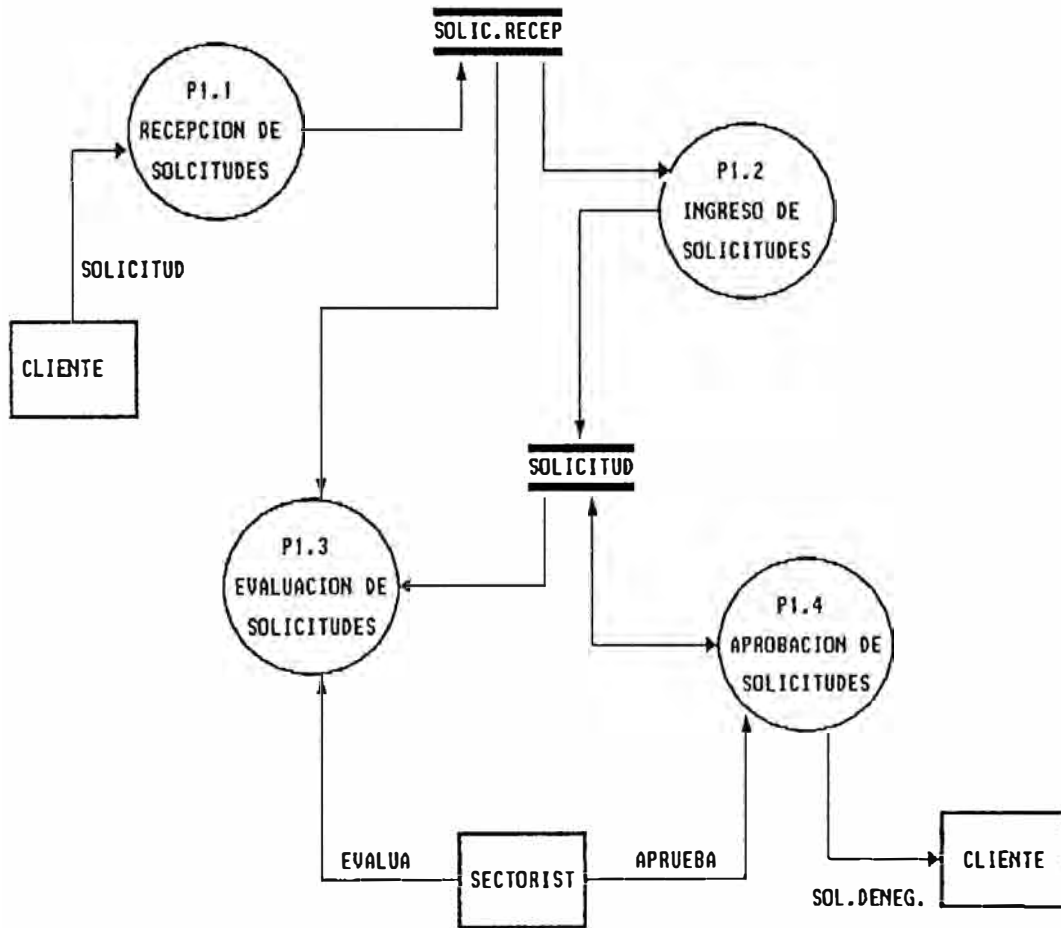 SOLIC.RECEP
P1.1
RECEPCION DE
SOLCITUDES
P1.2
INGRESO DE
SOLICITUDES
SOLICITUD
CLIENTE
SOLICITUD
P1.3
EVALUACION DE
SOLICITUDES
P1.4
APROBACION DE
SOLICITUDES
EVALUA
SECTORIST
APRUEBA
CLIENTE
SOL.DENEG.